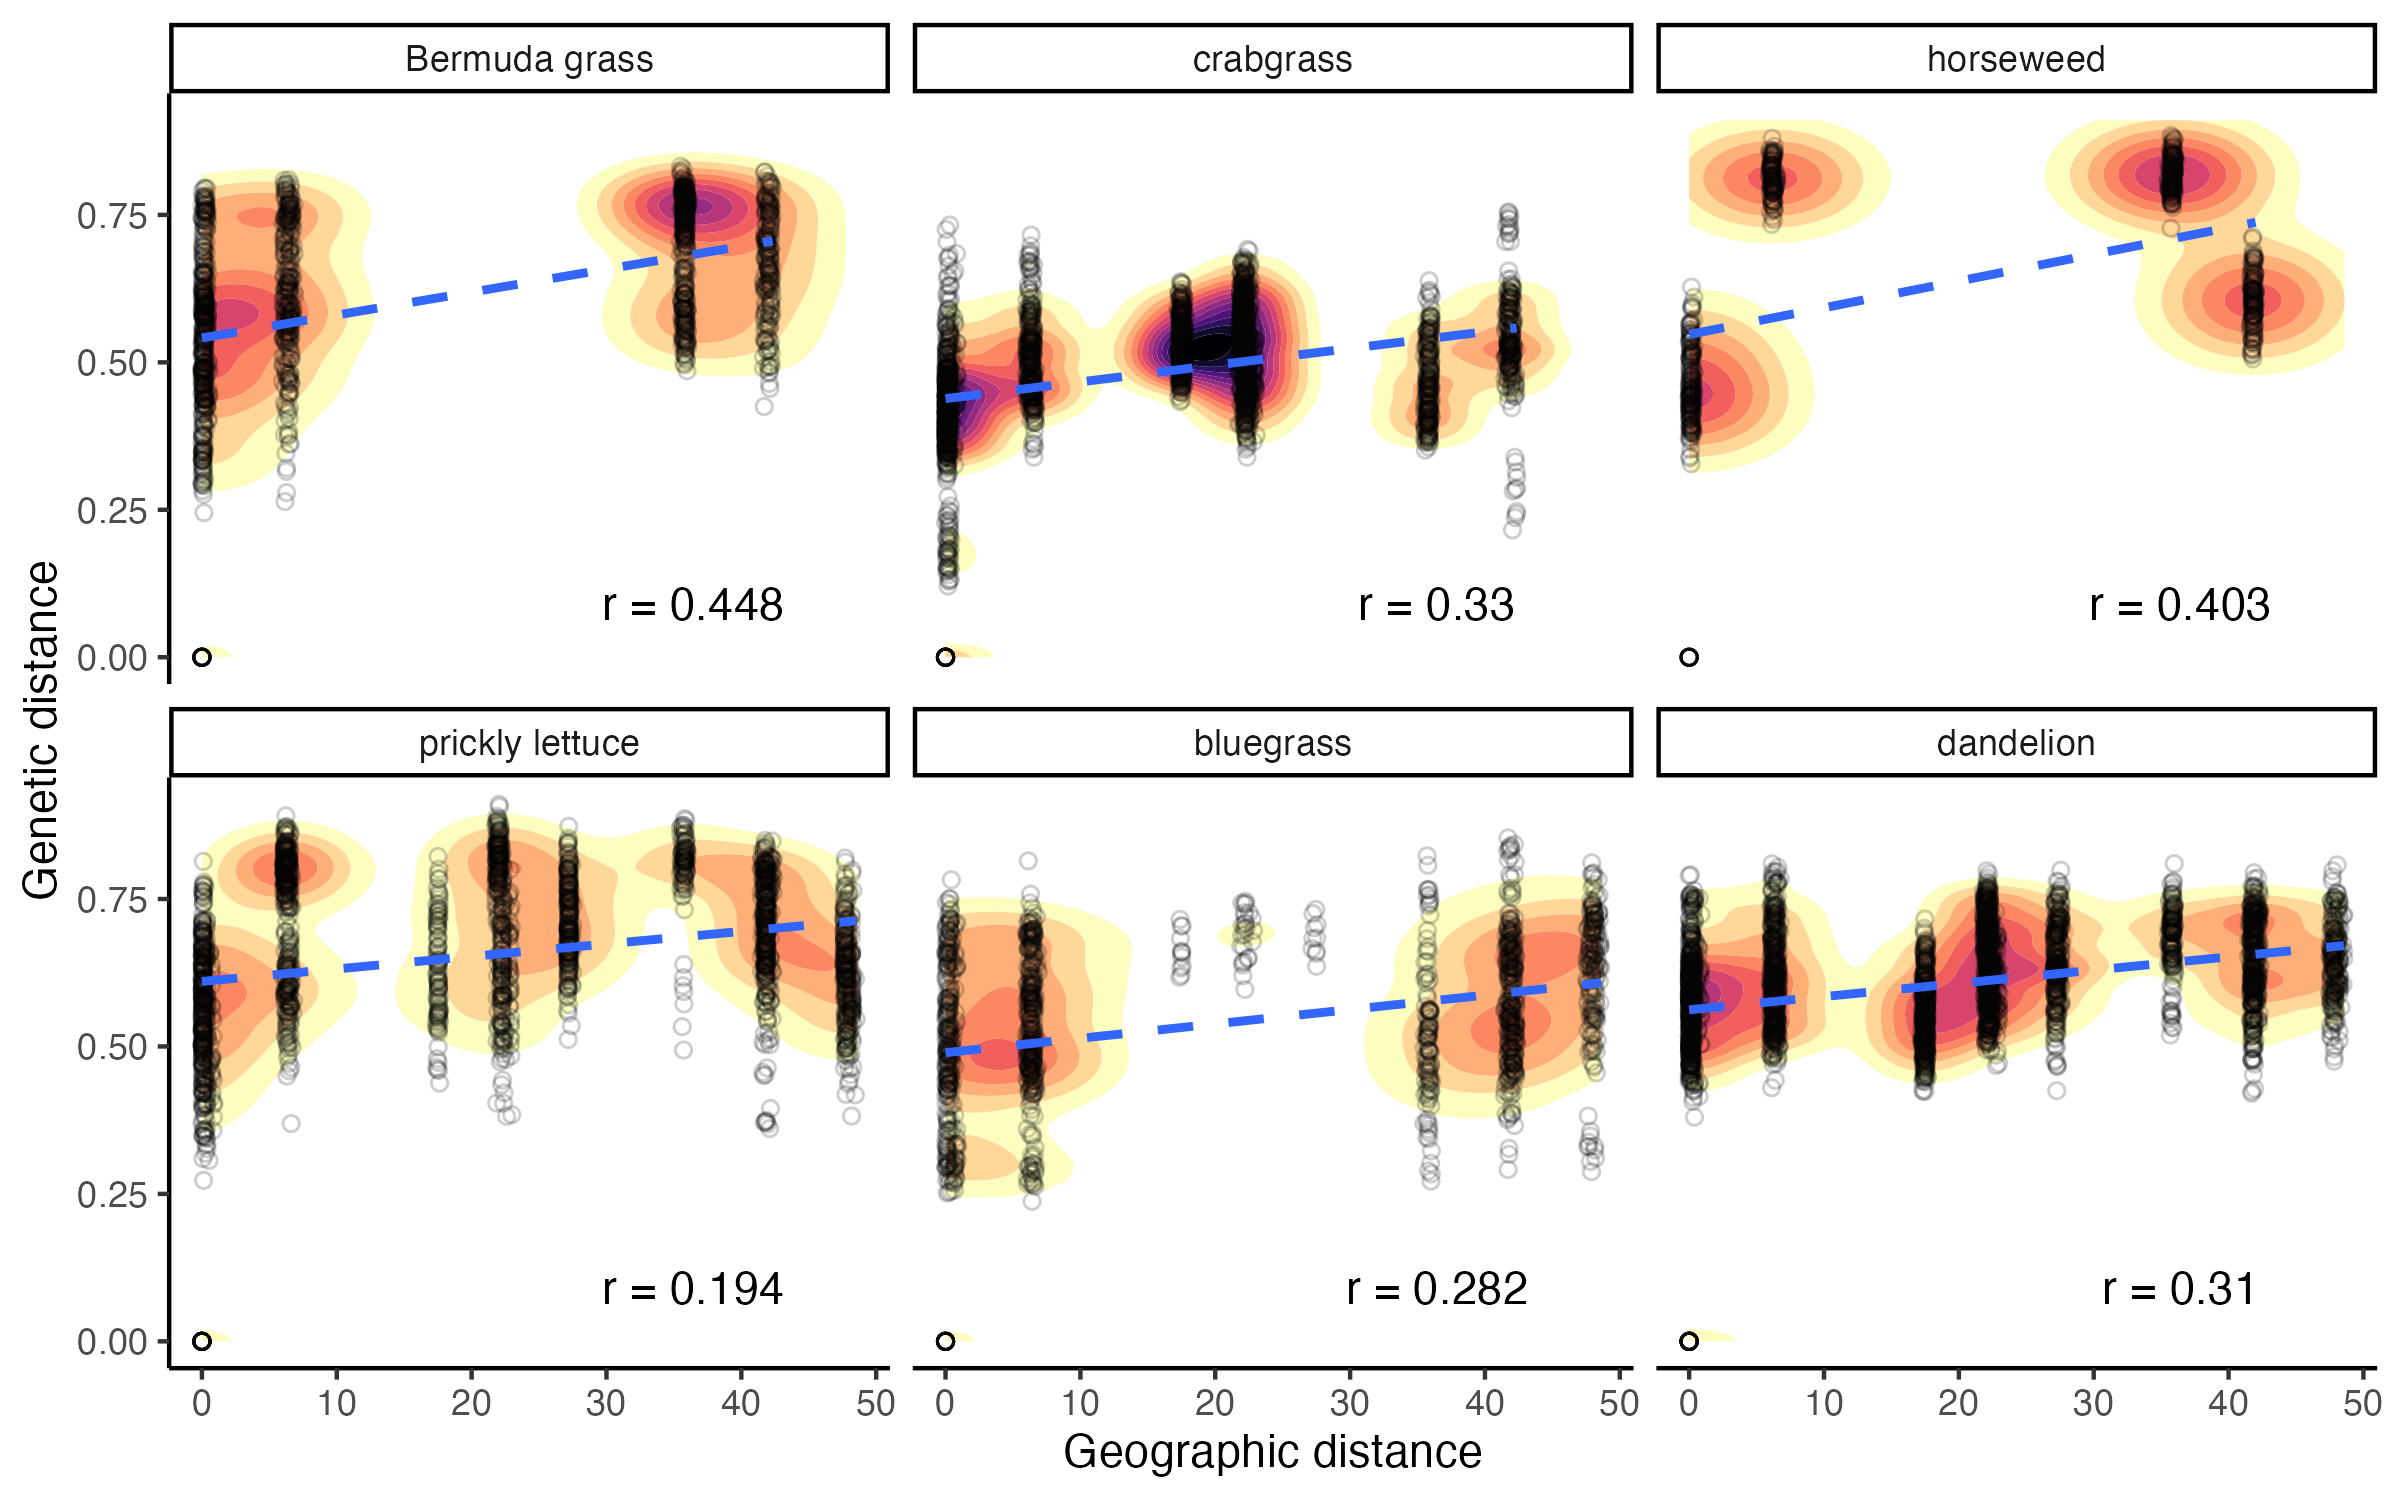 Bermuda grass
crabgrass
horseweed
0.75
0.50
0.25
0.00
r = 0.448
r = 0.33
r = 0.403
Genetic distance
prickly lettuce
bluegrass
dandelion
0.75
0.50
0.25
0.00
r = 0.194
r = 0.282
r = 0.31
0 10 20 30 40 50
0 10 20 30 40 50
0 10 20 30 40 50
Geographic distance